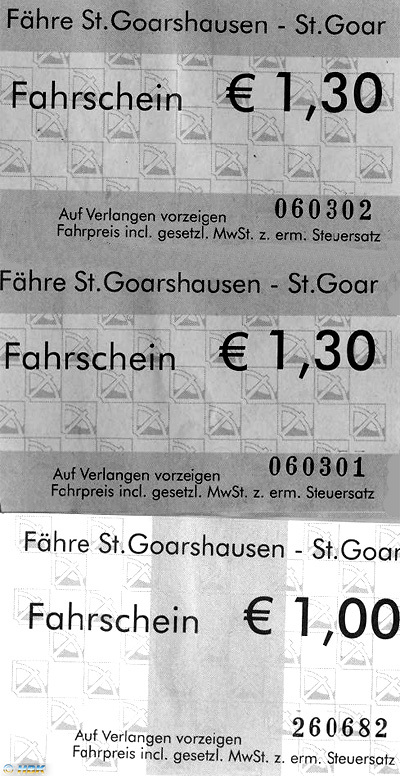 Fähre St.Goarshausen - St.Goar
Fahrschein € 1,30
Auf Verlangen vorzeigen 060302
Fahrpreis incl. gesetzl. MwSt. z. erm. Steuersatz
Fähre St.Goarshausen - St.Goar
Fahrschein € 1,30
Auf Verlangen vorzeigen 060301
Fahrpreis incl. gesetzl. MwSt. z. erm. Steuersatz
Fähre St.Goarshausen - St.Goar
Fahrschein € 1,00
Auf Verlangen vorzeigen 260682
Fahrpreis incl. gesetzl. MwSt. z. erm. Steuersatz